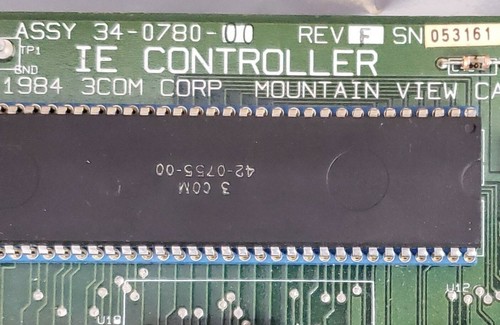 ASSY 34-0780-00 REV F SN 053161
TP1
GND
IE CONTROLLER
1984 3COM CORP MOUNTAIN VIEW CA
3 COM
42-0755-00
U18
U12